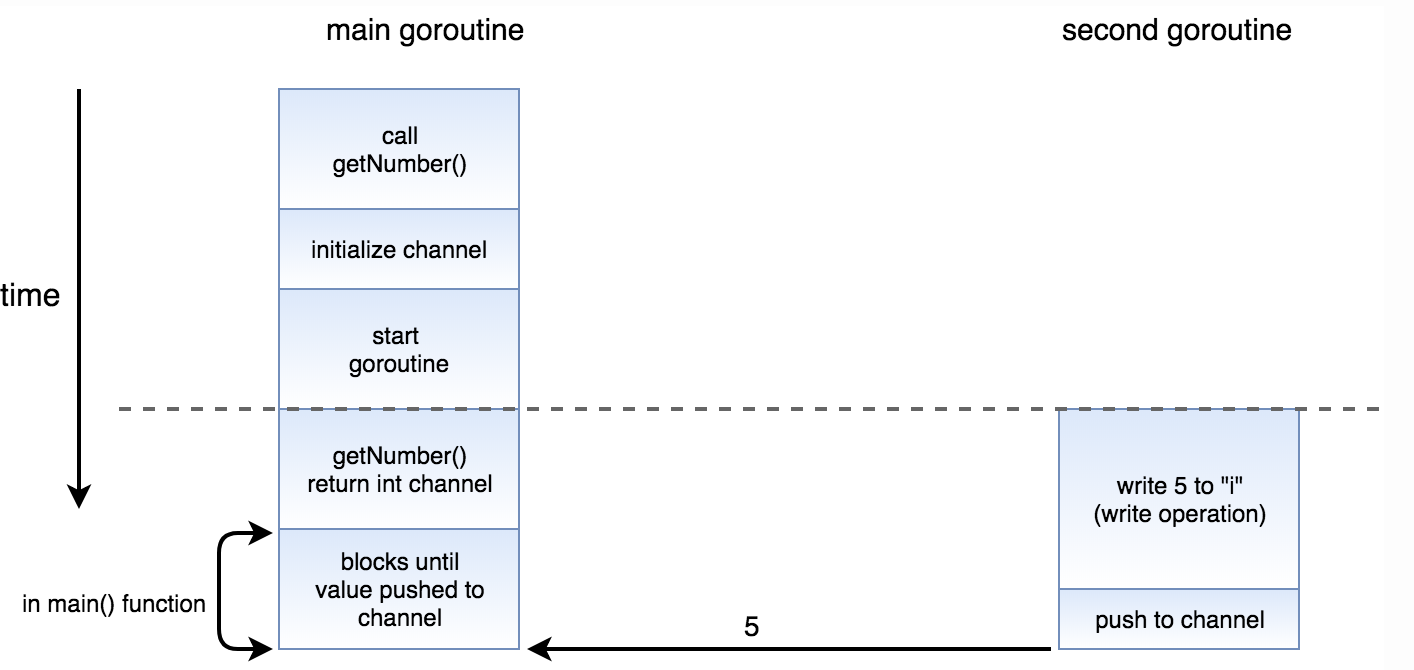 main goroutine
second goroutine
call
getNumber()
initialize channel
time
start
goroutine
getNumber()
return int channel
write 5 to "i"
(write operation)
blocks until
value pushed to
channel
in main() function
push to channel
5